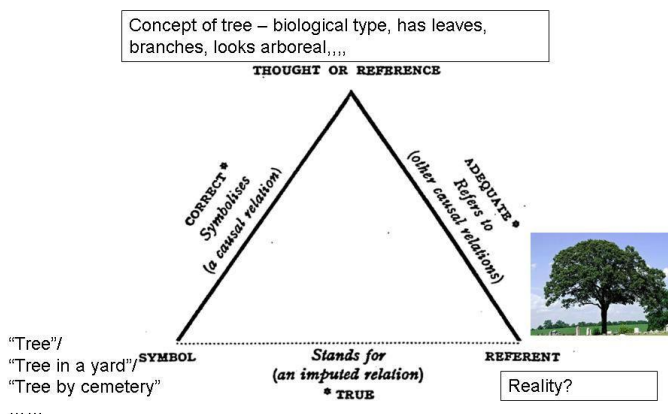 Concept of tree – biological type, has leaves,
branches, looks arboreal,,,,
THOUGHT OR REFERENCE
CORRECT *
Symbolises
(a causal relation)
ADEQUATE *
Refers to
(other causal relations)
"Tree"/
"Tree in a yard"/
"Tree by cemetery"
……
SYMBOL
Stands for
(an imputed relation)
* TRUE
REFERENT
Reality?